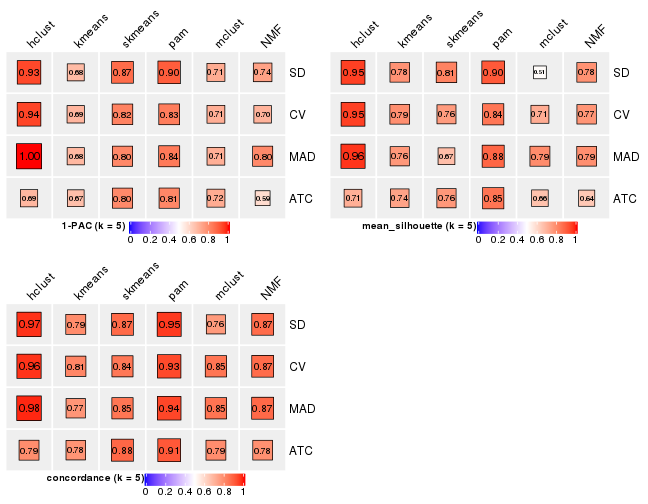 hclust kmeans skmeans pam mclust NMF
0.93 0.68 0.87 0.90 0.71 0.74 SD
0.94 0.69 0.82 0.83 0.71 0.70 CV
1.00 0.68 0.80 0.84 0.71 0.80 MAD
0.69 0.67 0.80 0.81 0.72 0.59 ATC
1-PAC (k = 5)
0 0.2 0.4 0.6 0.8 1
hclust kmeans skmeans pam mclust NMF
0.95 0.78 0.81 0.90 0.51 0.78 SD
0.95 0.79 0.76 0.84 0.71 0.77 CV
0.96 0.76 0.67 0.88 0.79 0.79 MAD
0.71 0.74 0.76 0.85 0.66 0.64 ATC
mean_silhouette (k = 5)
0 0.2 0.4 0.6 0.8 1
hclust kmeans skmeans pam mclust NMF
0.97 0.79 0.87 0.95 0.76 0.87 SD
0.96 0.81 0.84 0.93 0.85 0.87 CV
0.98 0.77 0.85 0.94 0.85 0.87 MAD
0.79 0.78 0.88 0.91 0.79 0.78 ATC
concordance (k = 5)
0 0.2 0.4 0.6 0.8 1